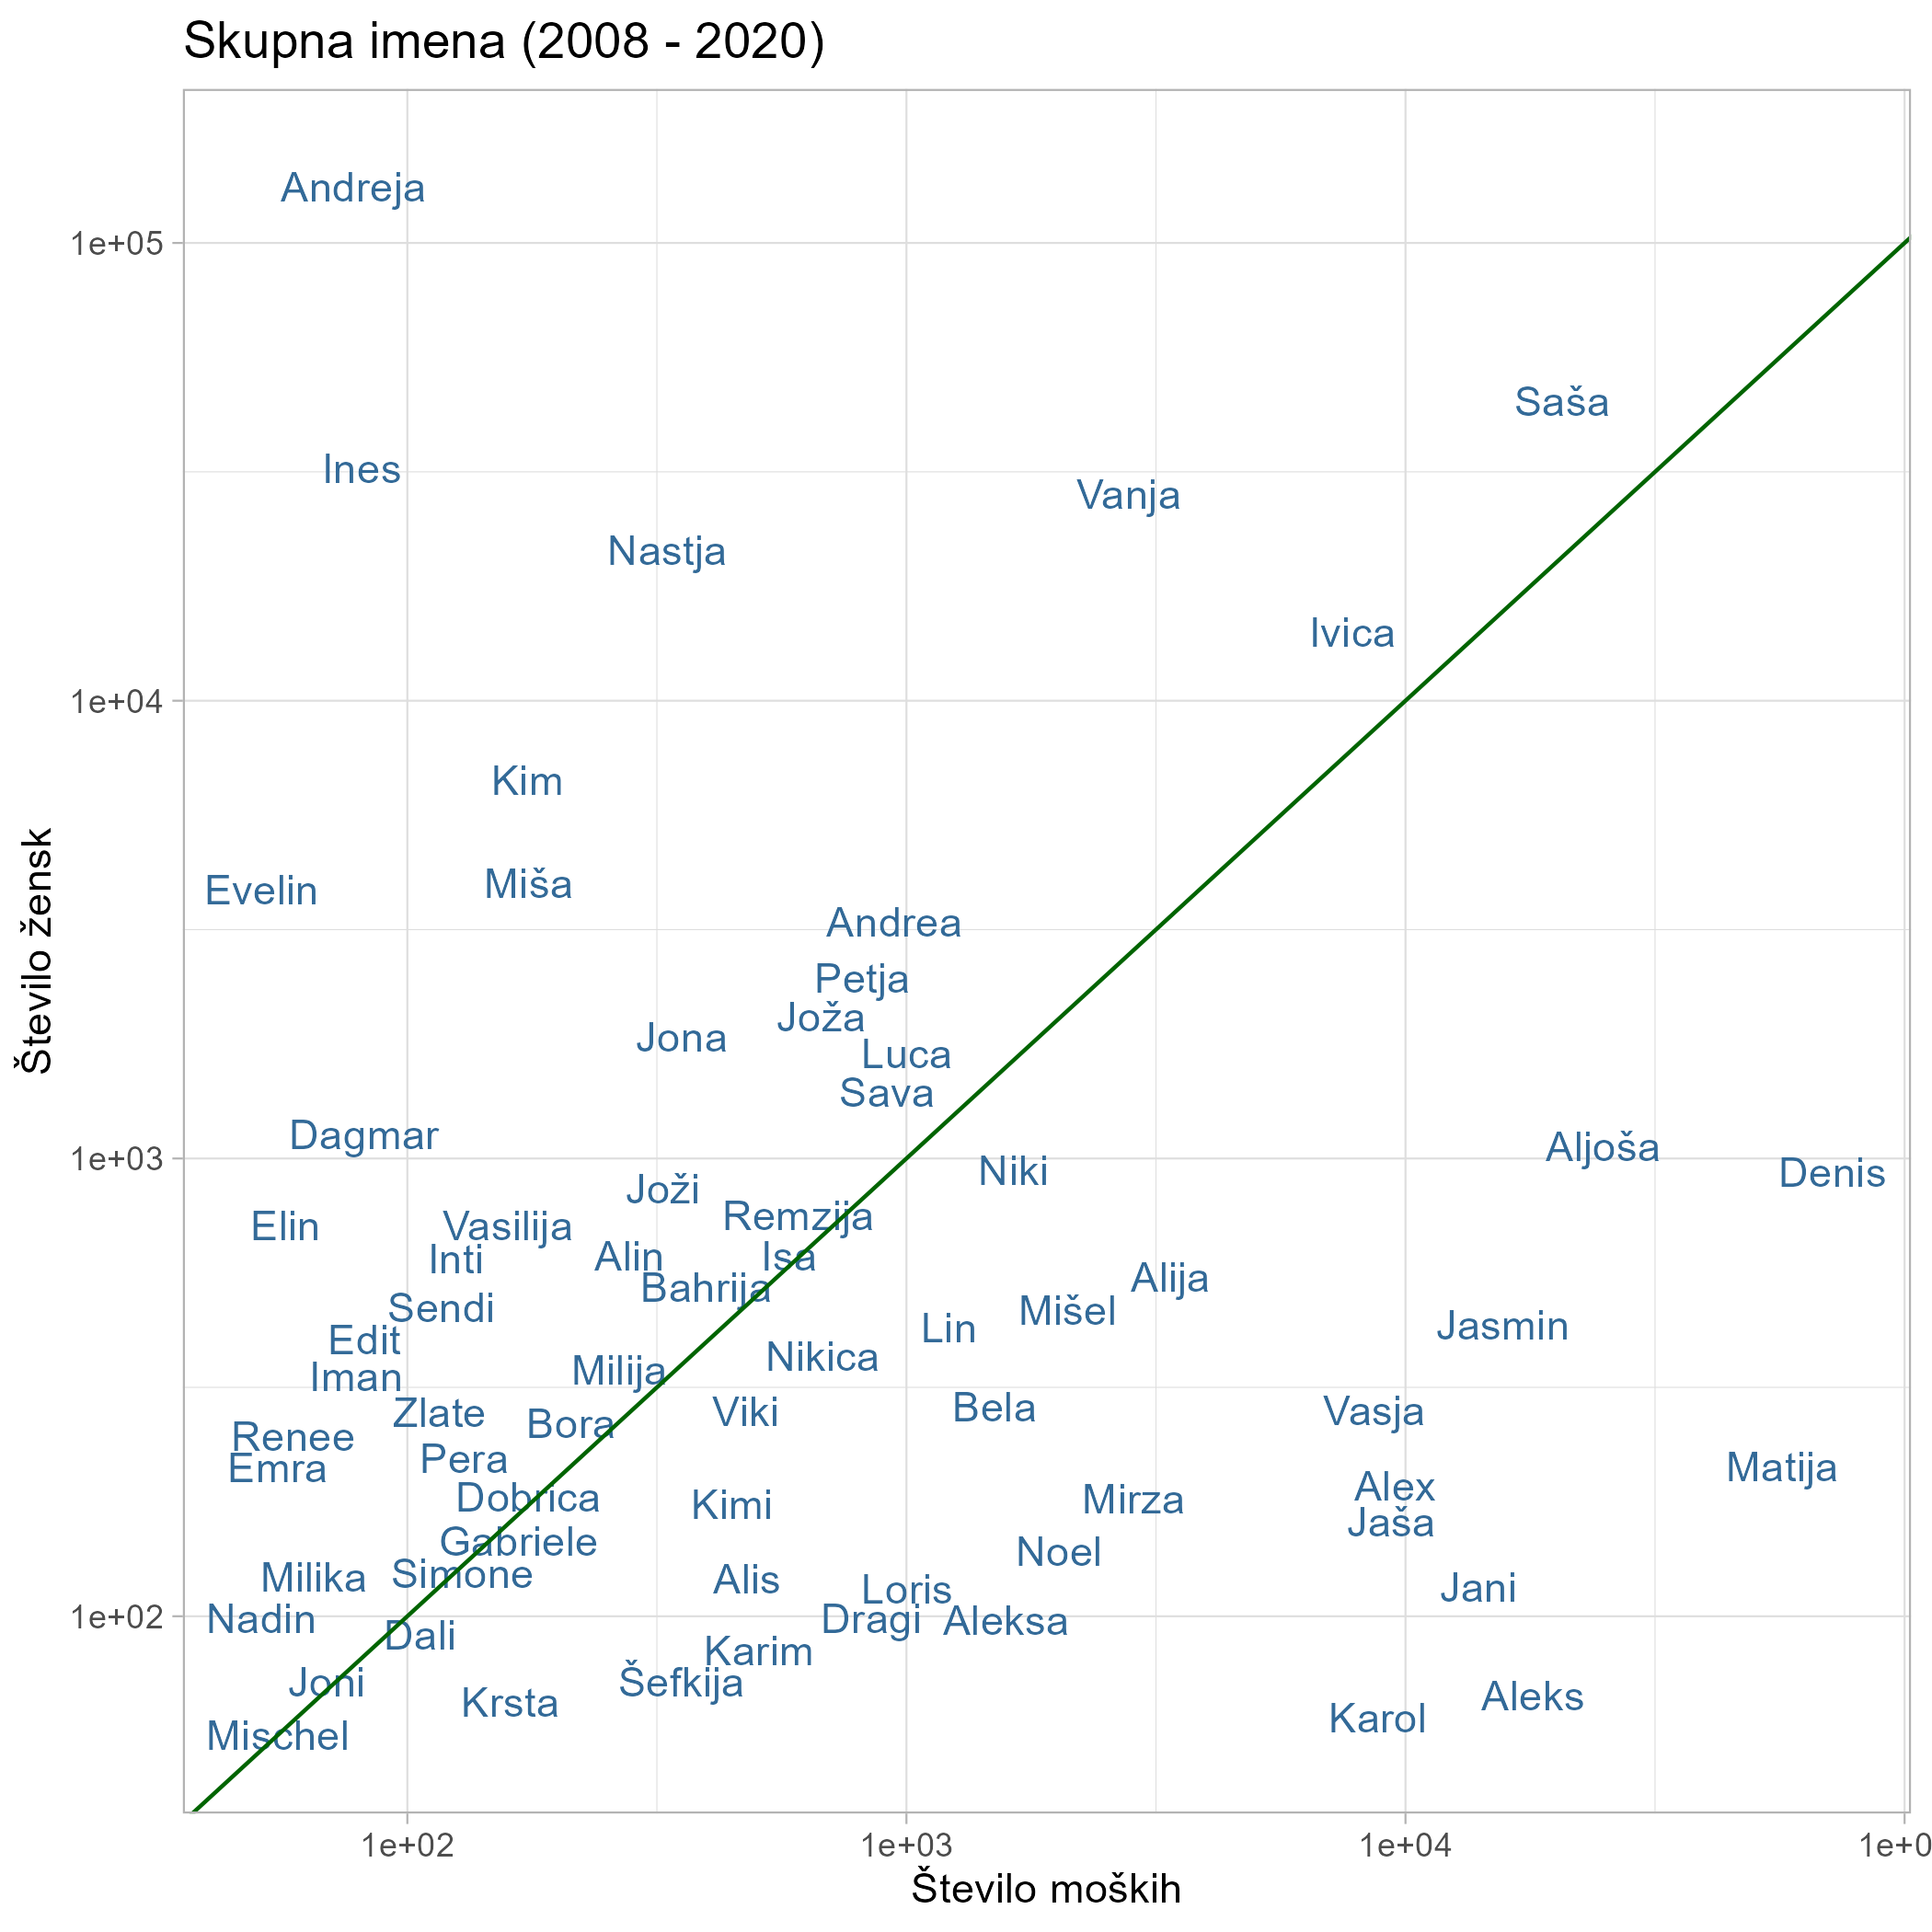 Skupna imena (2008 - 2020)
Andreja
1e+05
Saša
Ines
Vanja
Nastja
Ivica
1e+04
Kim
Miša
Evelin
Andrea
Petja
Joža
Jona
Luca
Sava
Število žensk
Dagmar
Aljoša
1e+03
Niki
Denis
Joži
Remzija
Elin
Vasilija
Inti
Alin
Isa
Alija
Bahrija
Sendi
Mišel
Jasmin
Lin
Edit
Nikica
Milija
Iman
Bela
Zlate
Viki
Vasja
Bora
Renee
Pera
Emra
Matija
Alex
Dobrica
Mirza
Kimi
Jaša
Gabriele
Noel
Simone
Milika
Alis
Jani
Loris
1e+02
Nadin
Dragi
Aleksa
Dali
Karim
Joni
Šefkija
Aleks
Krsta
Karol
Mischel
1e+02
1e+03
1e+04
1e+0
Število moških